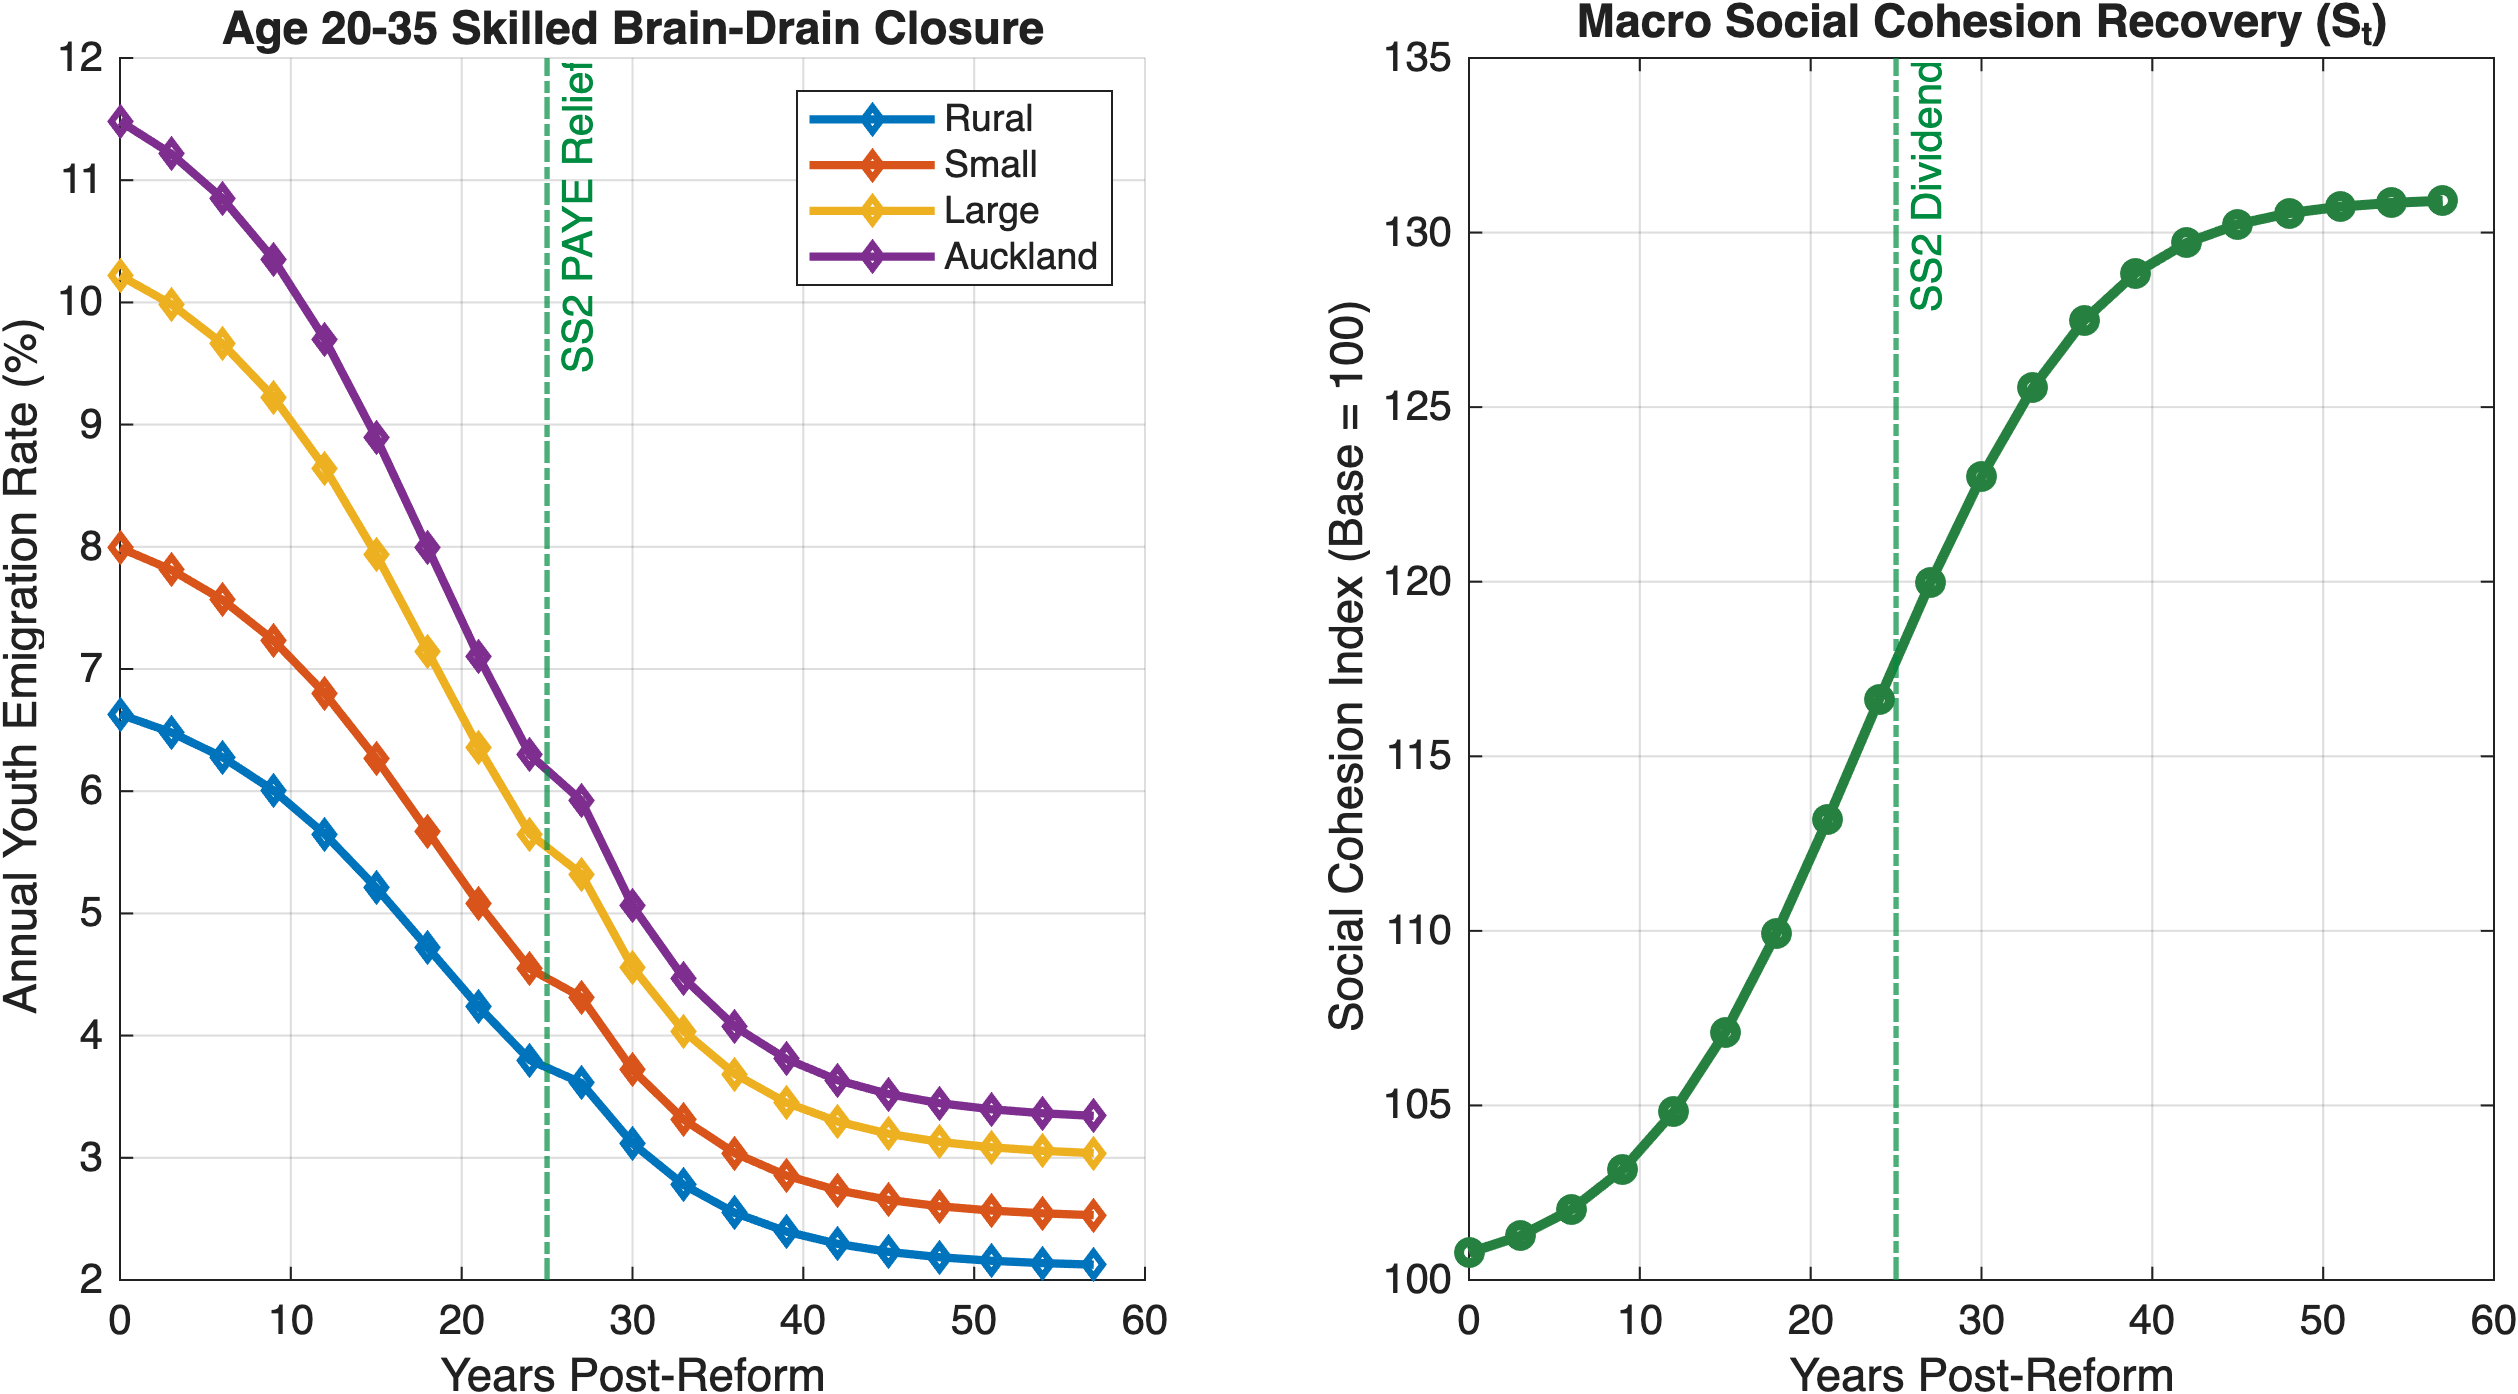 Age 20-35 Skilled Brain-Drain Closure
12
11
10
9
8
7
6
5
4
3
2
Annual Youth Emigration Rate (%)
SS2 PAYE Relief
Rural
Small
Large
Auckland
0 10 20 30 40 50 60
Years Post-Reform
Macro Social Cohesion Recovery (St)
135
130
125
120
115
110
105
100
Social Cohesion Index (Base = 100)
SS2 Dividend
0 10 20 30 40 50 60
Years Post-Reform